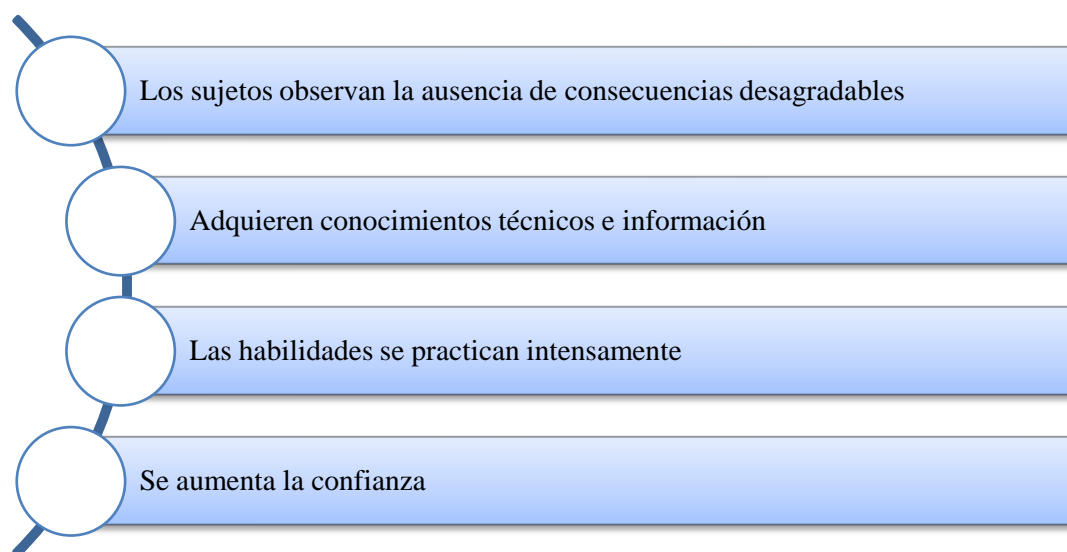 Los sujetos observan la ausencia de consecuencias desagradables
Adquieren conocimientos técnicos e información
Las habilidades se practican intensamente
Se aumenta la confianza